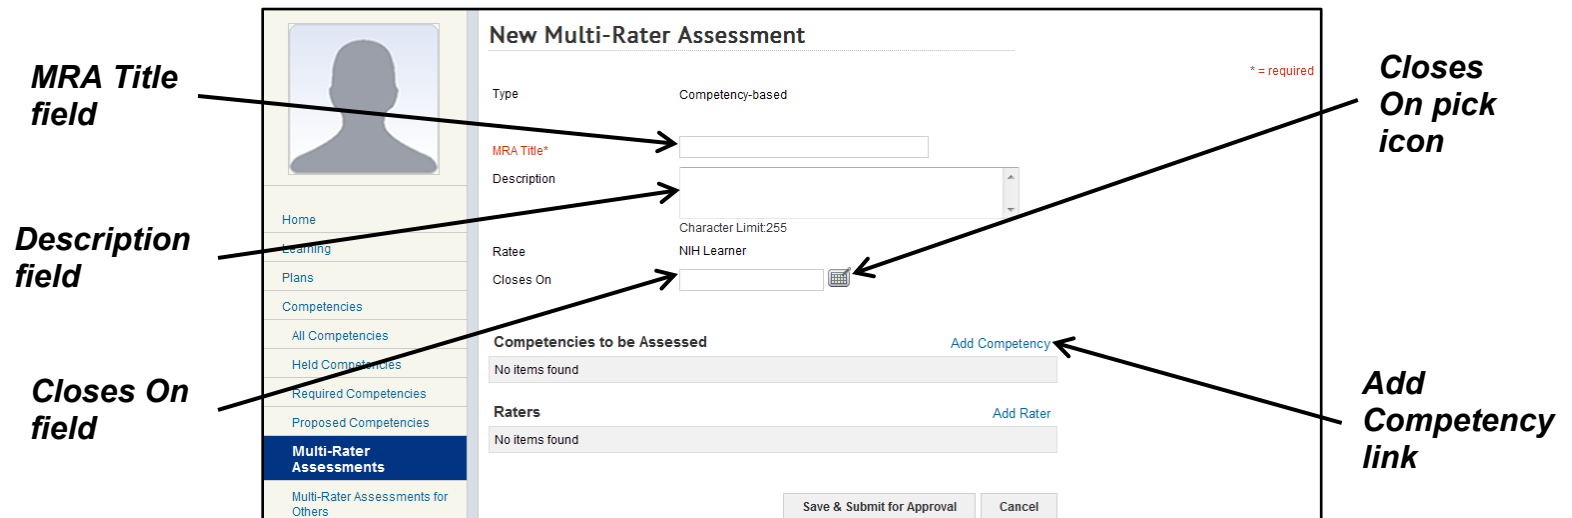 New Multi-Rater Assessment
* = required
MRA Title
field
Closes
On pick
icon
Type
Competency-based
MRA Title*
Description
Character Limit:255
Description
field
Ratee
NIH Learner
Closes On
Home
Learning
Plans
Competencies
All Competencies
Held Competencies
Required Competencies
Proposed Competencies
Multi-Rater
Assessments
Multi-Rater Assessments for
Others
Competencies to be Assessed
Add Competency
No items found
Closes On
field
Add
Competency
link
Raters
Add Rater
No items found
Save & Submit for Approval
Cancel